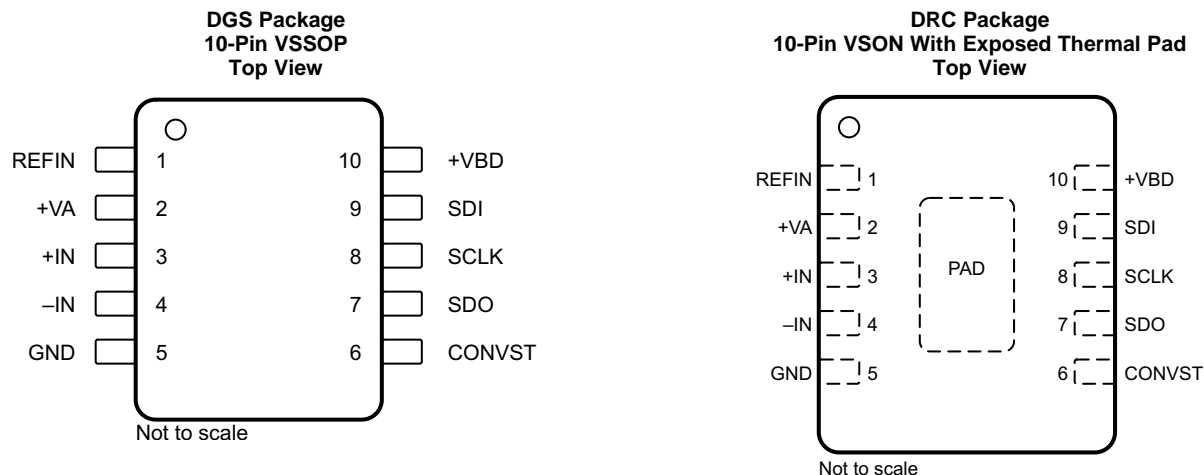 DGS Package
10-Pin VSSOP
Top View
REFIN 1 10 +VBD
+VA 2 9 SDI
+IN 3 8 SCLK
–IN 4 7 SDO
GND 5 6 CONVST
Not to scale
DRC Package
10-Pin VSON With Exposed Thermal Pad
Top View
REFIN 1 10 +VBD
+VA 2 9 SDI
+IN 3 PAD 8 SCLK
–IN 4 7 SDO
GND 5 6 CONVST
Not to scale